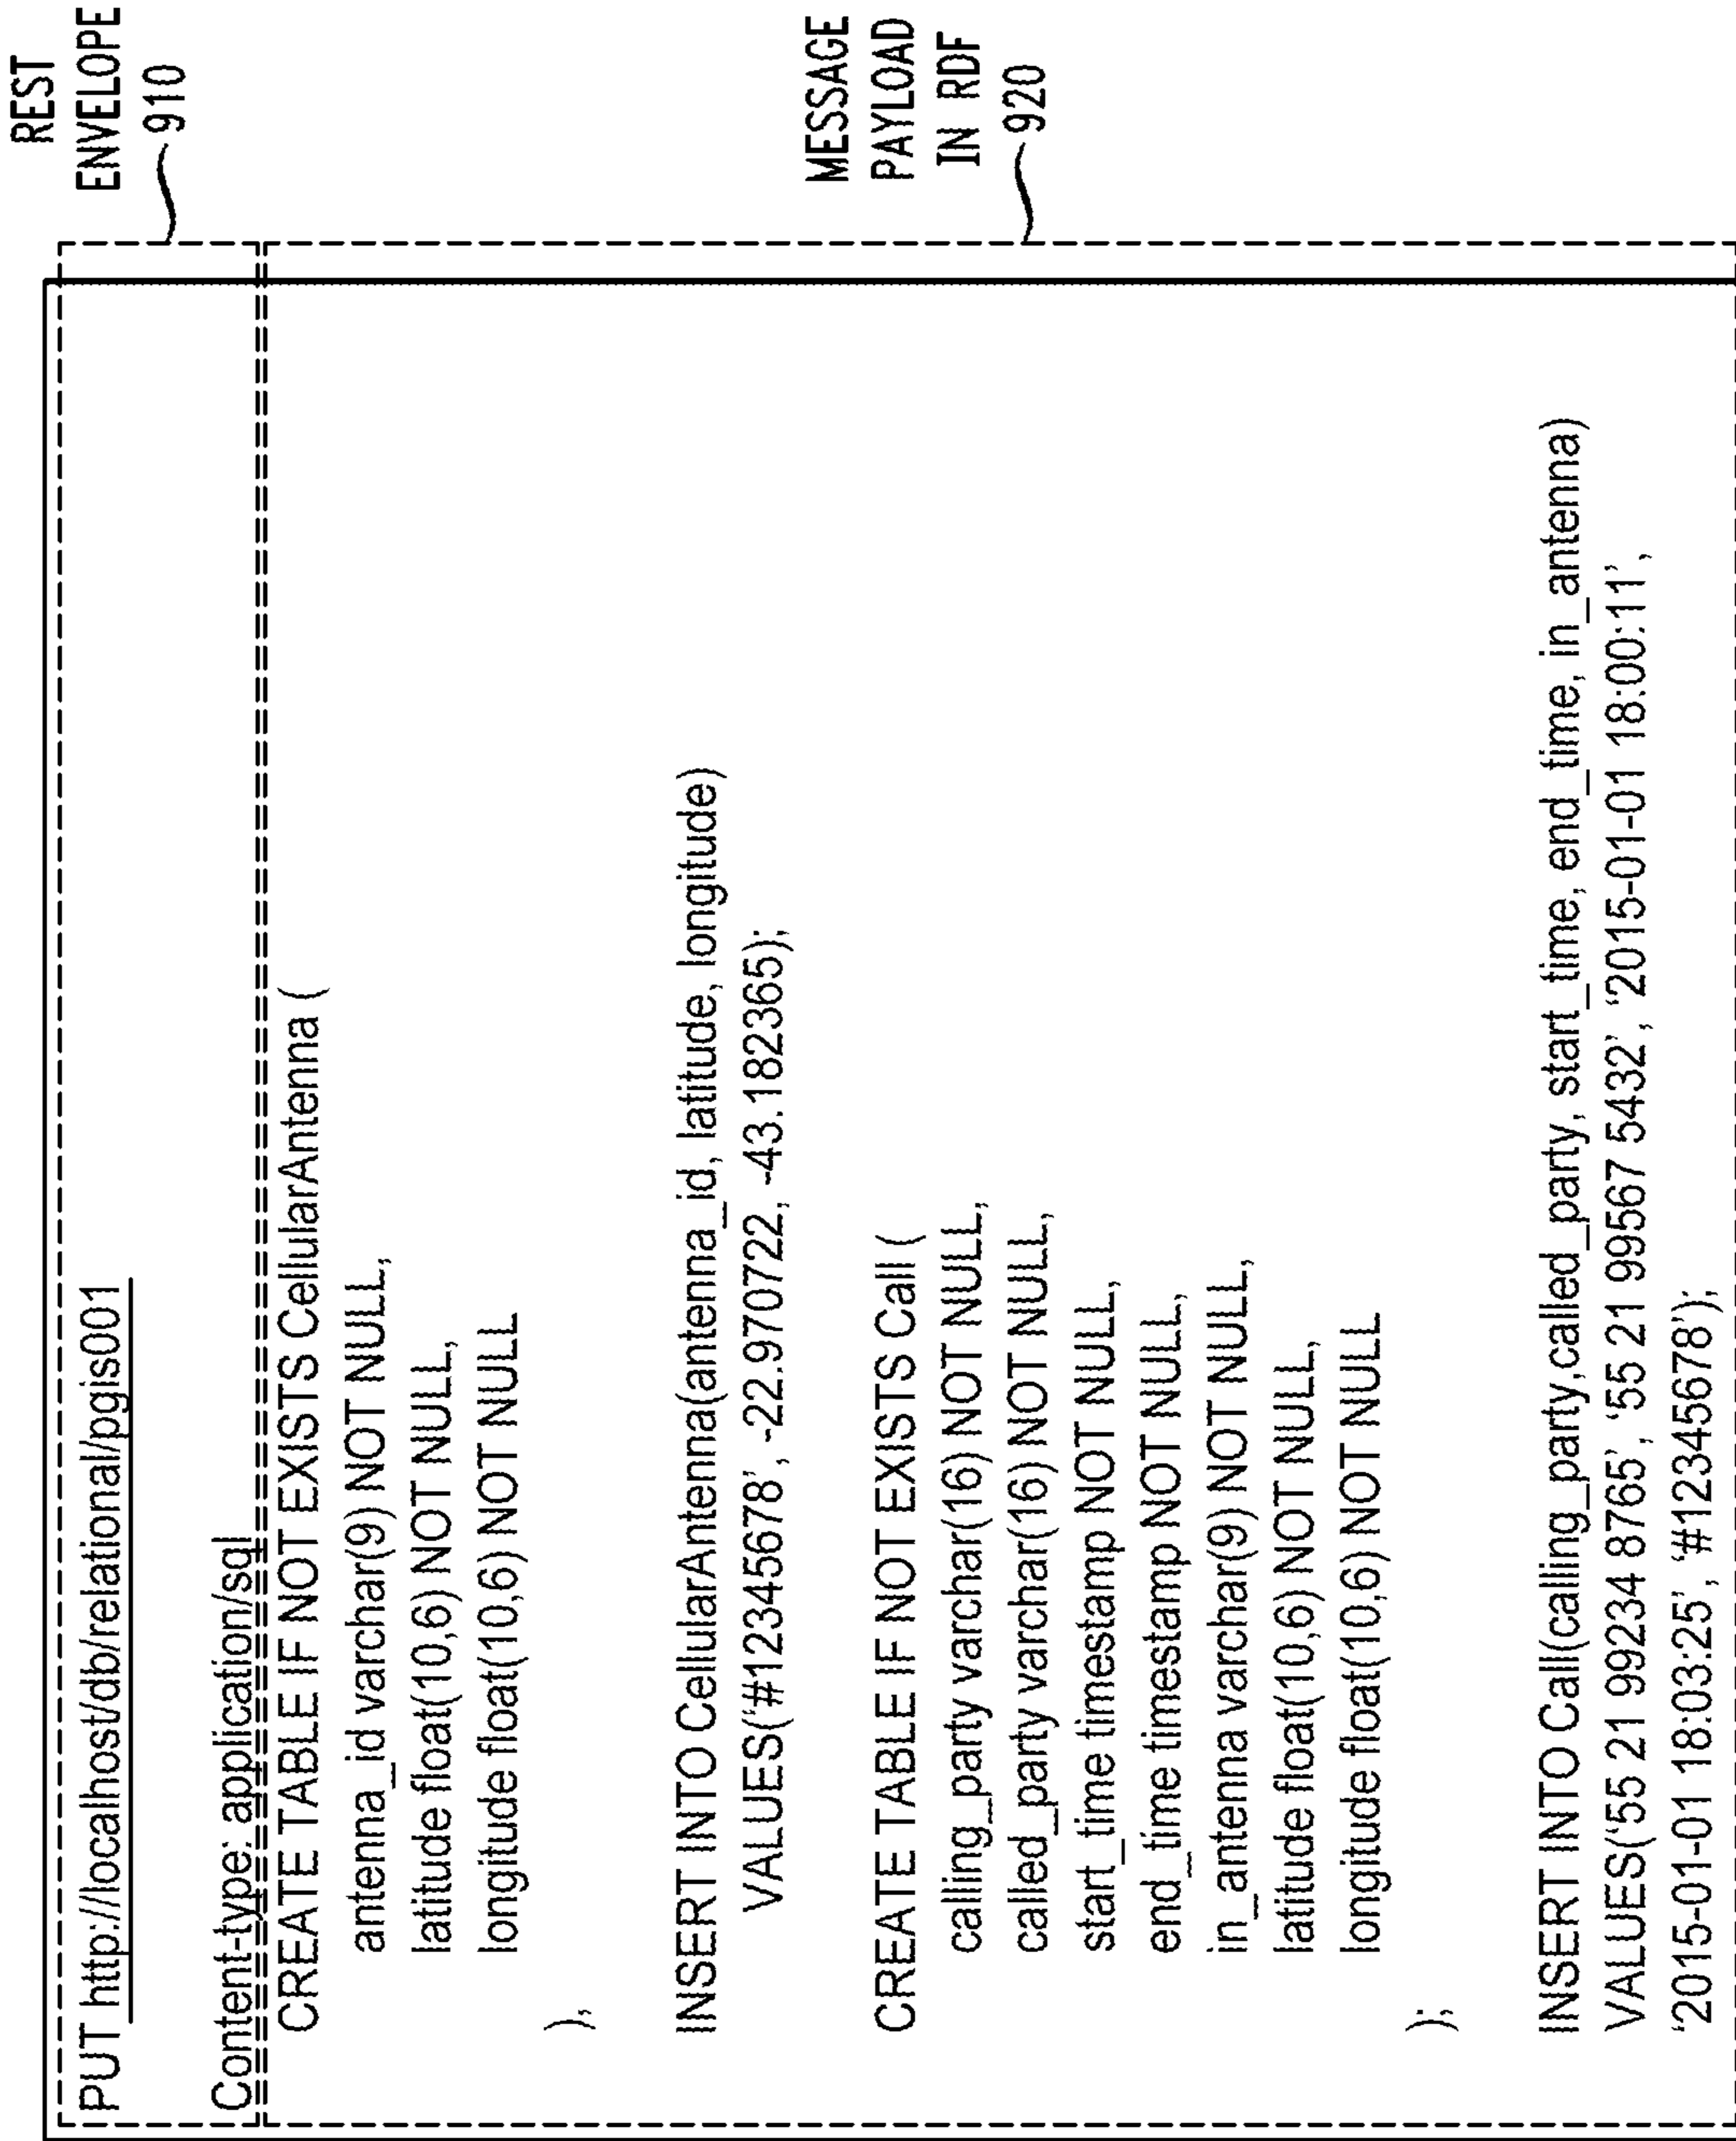 REST
ENVELOPE
910
PUT http://localhost/db/relational/pgis001
Content-type: application/sql
CREATE TABLE IF NOT EXISTS CellularAntenna (
antenna_id varchar(9) NOT NULL,
latitude float(10,6) NOT NULL,
longitude float(10,6) NOT NULL
),
INSERT INTO CellularAntenna(antenna_id, latitude, longitude)
VALUES('#12345678', -22.970722, -43.182365);
CREATE TABLE IF NOT EXISTS Call (
calling_party varchar(16) NOT NULL,
called_party varchar(16) NOT NULL,
start_time timestamp NOT NULL,
end_time timestamp NOT NULL,
in_antenna varchar(9) NOT NULL,
latitude float(10,6) NOT NULL,
longitude float(10,6) NOT NULL
);
INSERT INTO Call(calling_party,called_party, start_time, end_time, in_antenna)
VALUES('55 21 99234 8765', '55 21 99567 5432', '2015-01-01 18:00:11',
'2015-01-01 18:03:25', '#12345678');
MESSAGE
PAYLOAD
IN RDF
920